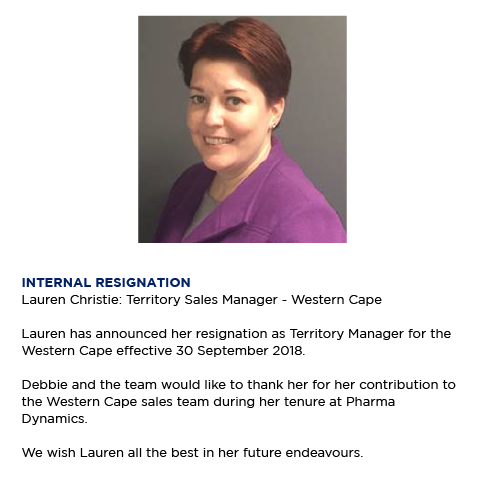 INTERNAL RESIGNATION
Lauren Christie: Territory Sales Manager - Western Cape
Lauren has announced her resignation as Territory Manager for the
Western Cape effective 30 September 2018.
Debbie and the team would like to thank her for her contribution to
the Western Cape sales team during her tenure at Pharma
Dynamics.
We wish Lauren all the best in her future endeavours.